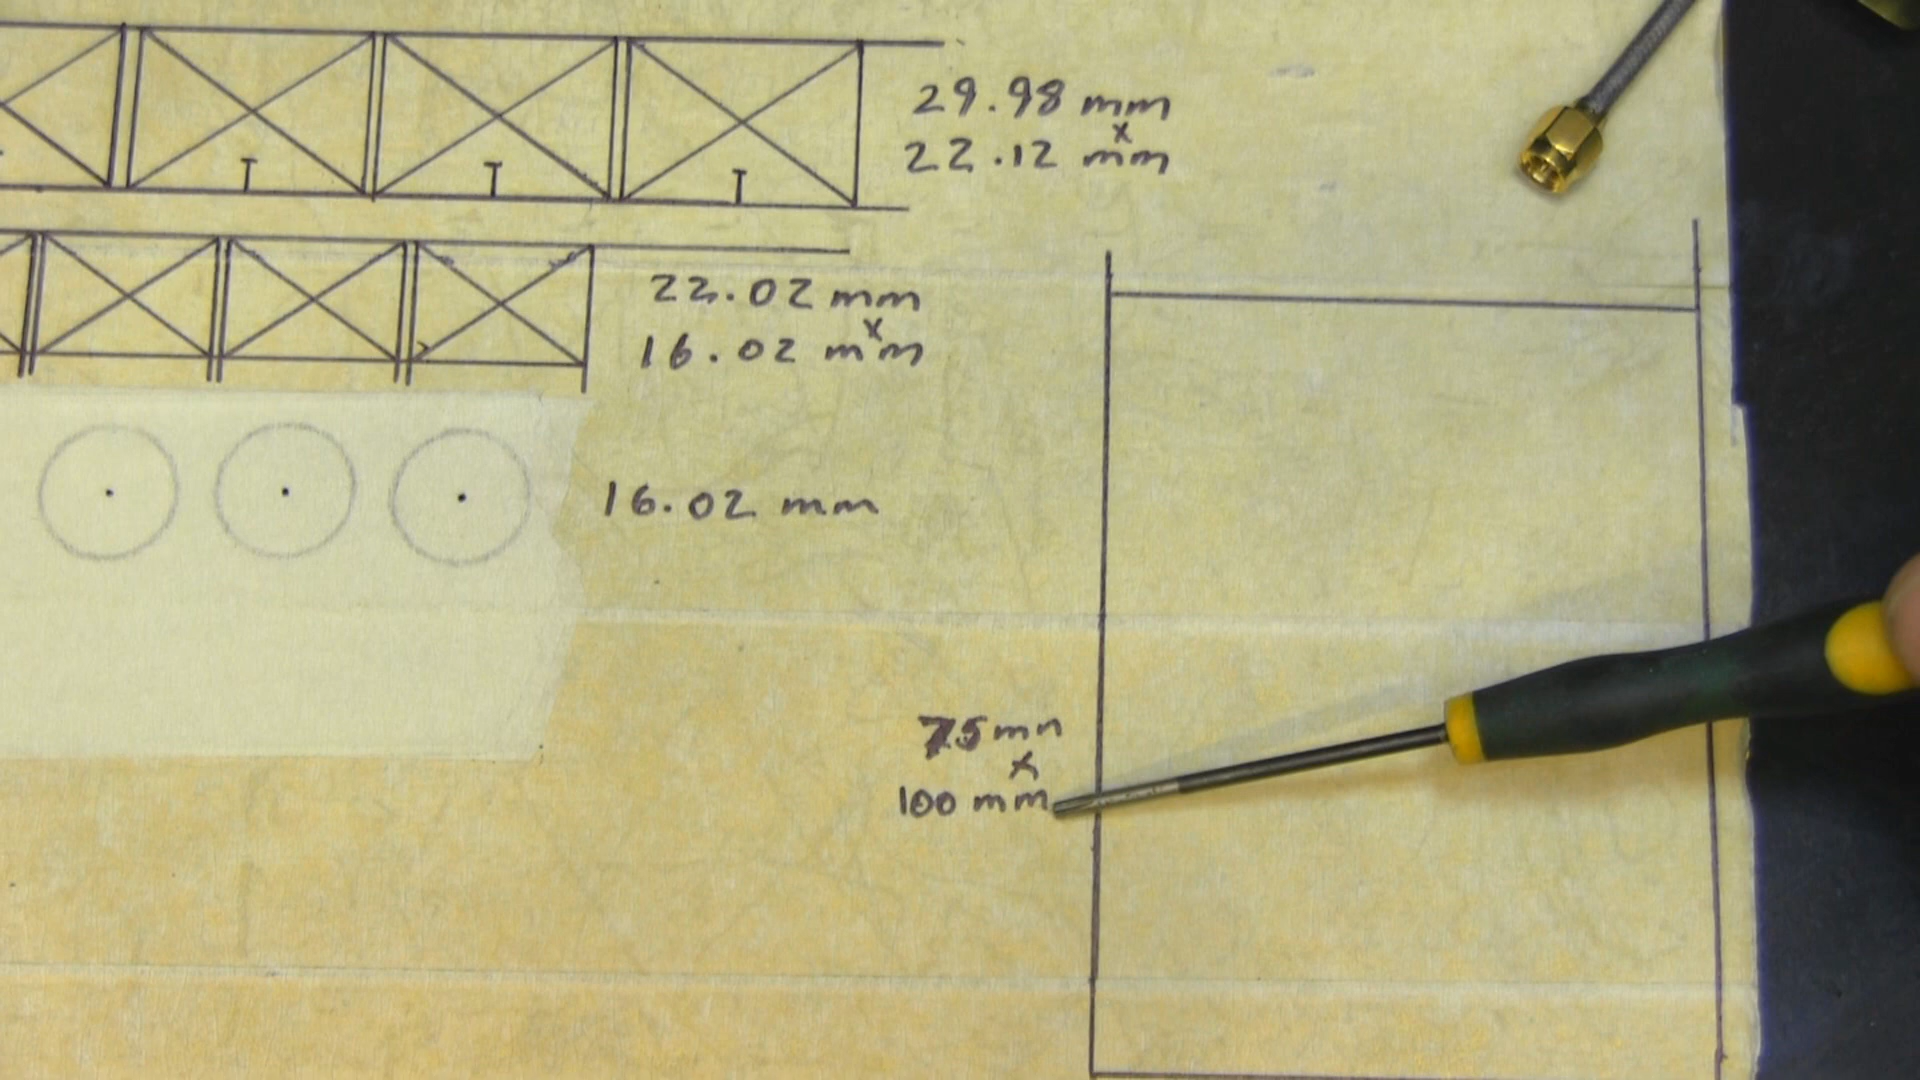 T T T
29.98 mm
x
22.12 mm
22.02 mm
x
16.02 mm
16.02 mm
75mm
x
100 mm